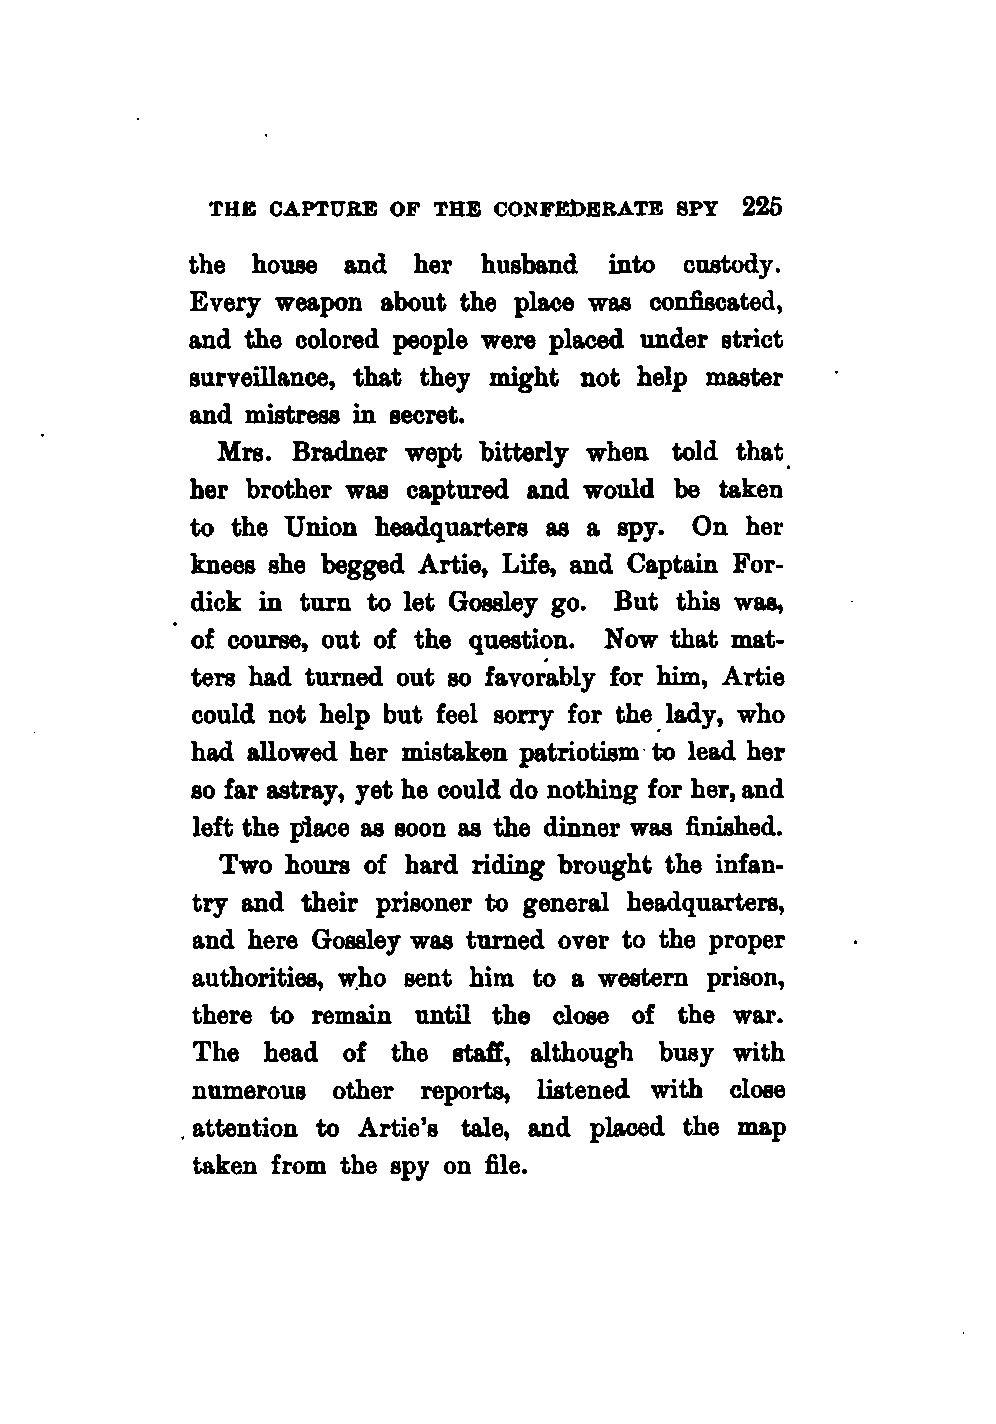 THE CAPTURE OF THE CONFEDERATE SPY 225
the house and her husband into custody.
Every weapon about the place was confiscated,
and the colored people were placed under strict
surveillance, that they might not help master
and mistress in secret.
Mrs. Bradner wept bitterly when told that
her brother was captured and would be taken
to the Union headquarters as a spy. On her
knees she begged Artie, Life, and Captain For-
dick in turn to let Gossley go. But this was,
of course, out of the question. Now that mat-
ters had turned out so favorably for him, Artie
could not help but feel sorry for the lady, who
had allowed her mistaken patriotism to lead her
so far astray, yet he could do nothing for her, and
left the place as soon as the dinner was finished.
Two hours of hard riding brought the infan-
try and their prisoner to general headquarters,
and here Gossley was turned over to the proper
authorities, who sent him to a western prison,
there to remain until the close of the war.
The head of the staff, although busy with
numerous other reports, listened with close
attention to Artie's tale, and placed the map
taken from the spy on file.